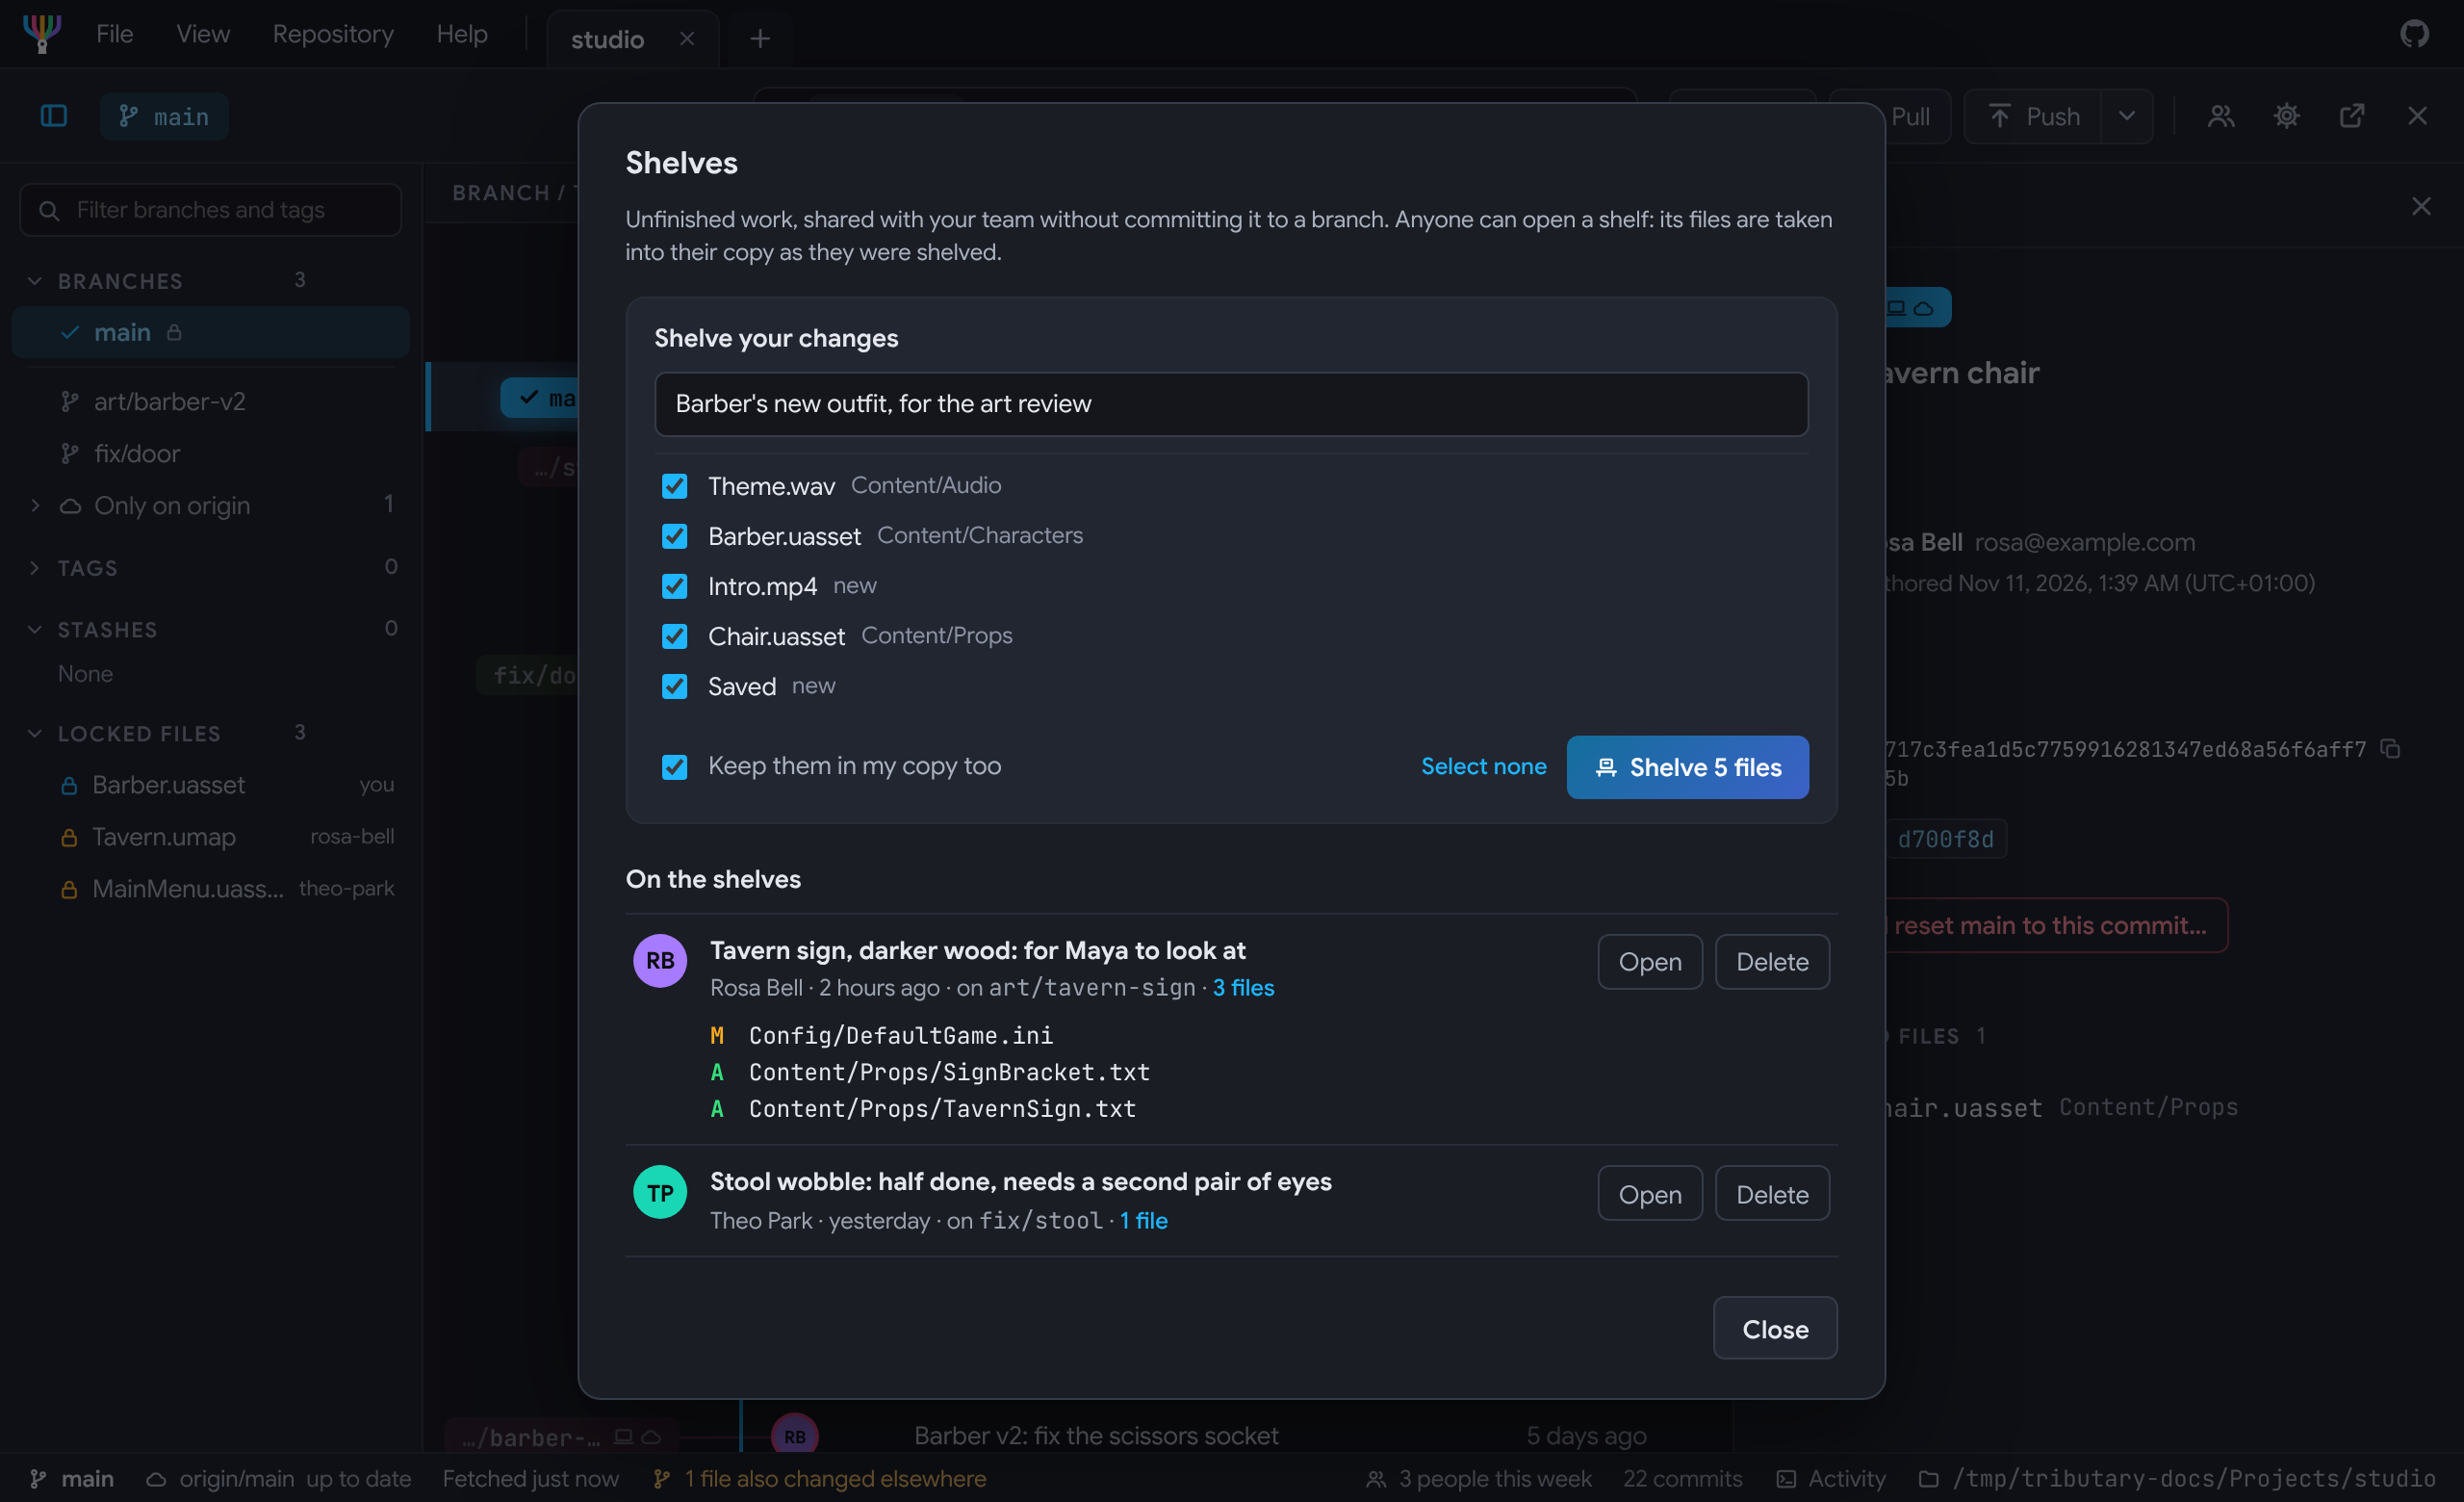 File View Repository Help studio
main Pull Push
Filter branches and tags
BRANCHES 3
main
art/barber-v2
fix/door
Only on origin 1
TAGS 0
STASHES 0
None
LOCKED FILES 3
Barber.uasset you
Tavern.umap rosa-bell
MainMenu.uass... theo-park
BRANCH /
fix/do
Shelves
Unfinished work, shared with your team without committing it to a branch. Anyone can open a shelf: its files are taken
into their copy as they were shelved.
Shelve your changes
Barber's new outfit, for the art review
Theme.wav Content/Audio
Barber.uasset Content/Characters
Intro.mp4 new
Chair.uasset Content/Props
Saved new
Keep them in my copy too Select none Shelve 5 files
On the shelves
RB Tavern sign, darker wood: for Maya to look at Open Delete
Rosa Bell · 2 hours ago · on art/tavern-sign · 3 files
M Config/DefaultGame.ini
A Content/Props/SignBracket.txt
A Content/Props/TavernSign.txt
TP Stool wobble: half done, needs a second pair of eyes Open Delete
Theo Park · yesterday · on fix/stool · 1 file
Close
avern chair
sa Bell rosa@example.com
thored Nov 11, 2026, 1:39 AM (UTC+01:00)
717c3fea1d5c7759916281347ed68a56f6aff7
5b
d700f8d
reset main to this commit...
FILES 1
air.uasset Content/Props
…/barber-… RB Barber v2: fix the scissors socket 5 days ago
main origin/main up to date Fetched just now 1 file also changed elsewhere 3 people this week 22 commits Activity /tmp/tributary-docs/Projects/studio